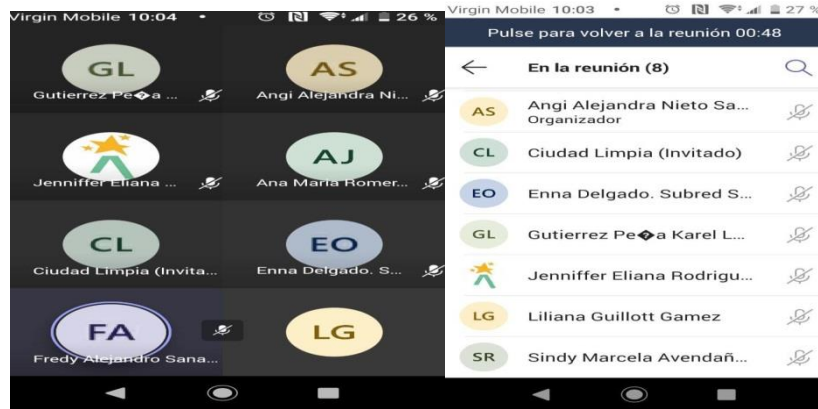 Virgin Mobile 10:04 • 26 %
GL
Gutierrez Pe�a ...
AS
Angi Alejandra Ni...
Jenniffer Eliana ...
AJ
Ana Maria Romer...
CL
Ciudad Limpia (Invita...
EO
Enna Delgado. S...
FA
Fredy Alejandro Sana...
LG
Virgin Mobile 10:03 • 27 %
Pulse para volver a la reunión 00:48
En la reunión (8)
AS
Angi Alejandra Nieto Sa...
Organizador
CL
Ciudad Limpia (Invitado)
EO
Enna Delgado. Subred S...
GL
Gutierrez Pe�a Karel L...
Jenniffer Eliana Rodrigu...
LG
Liliana Guillott Gamez
SR
Sindy Marcela Avendañ...